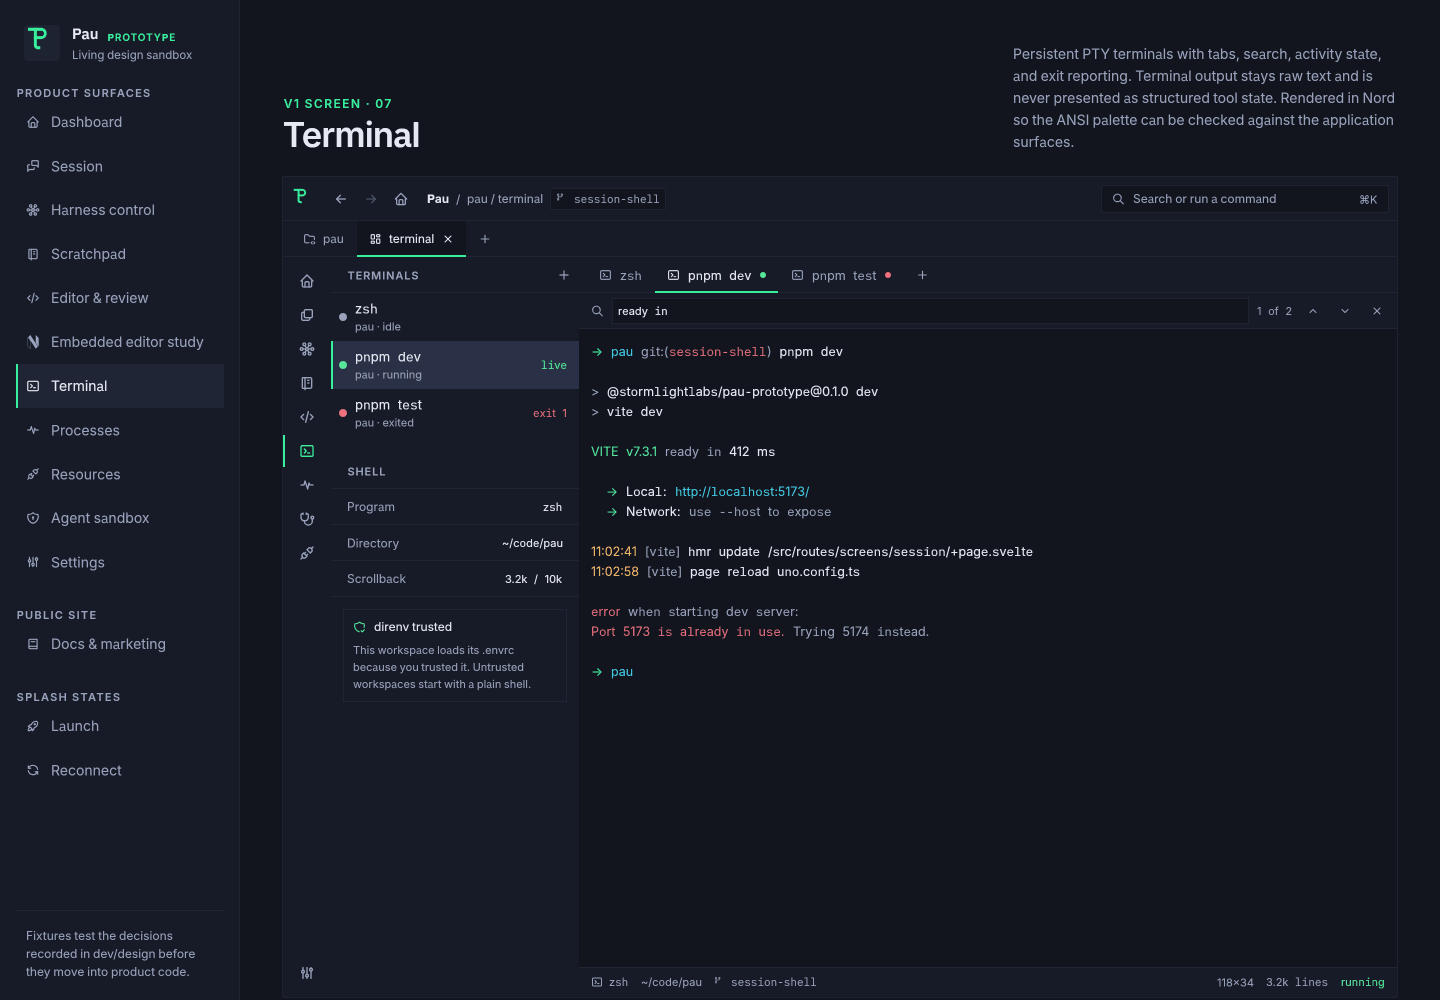 Pau PROTOTYPE
Living design sandbox
PRODUCT SURFACES
Dashboard
Session
Harness control
Scratchpad
Editor & review
Embedded editor study
Terminal
Processes
Resources
Agent sandbox
Settings
PUBLIC SITE
Docs & marketing
SPLASH STATES
Launch
Reconnect
Fixtures test the decisions
recorded in dev/design before
they move into product code.
V1 SCREEN · 07
Terminal
Persistent PTY terminals with tabs, search, activity state,
and exit reporting. Terminal output stays raw text and is
never presented as structured tool state. Rendered in Nord
so the ANSI palette can be checked against the application
surfaces.
Pau / pau / terminal session-shell
Search or run a command ⌘K
pau
terminal
TERMINALS
zsh
pau · idle
pnpm dev
pau · running
live
pnpm test
pau · exited
exit 1
SHELL
Program zsh
Directory ~/code/pau
Scrollback 3.2k / 10k
direnv trusted
This workspace loads its .envrc
because you trusted it. Untrusted
workspaces start with a plain shell.
zsh
pnpm dev
pnpm test
ready in
1 of 2
→ pau git:(session-shell) pnpm dev
> @stormlightlabs/pau-prototype@0.1.0 dev
> vite dev
VITE v7.3.1 ready in 412 ms
→ Local: http://localhost:5173/
→ Network: use --host to expose
11:02:41 [vite] hmr update /src/routes/screens/session/+page.svelte
11:02:58 [vite] page reload uno.config.ts
error when starting dev server:
Port 5173 is already in use. Trying 5174 instead.
→ pau
zsh ~/code/pau session-shell
118×34 3.2k lines running